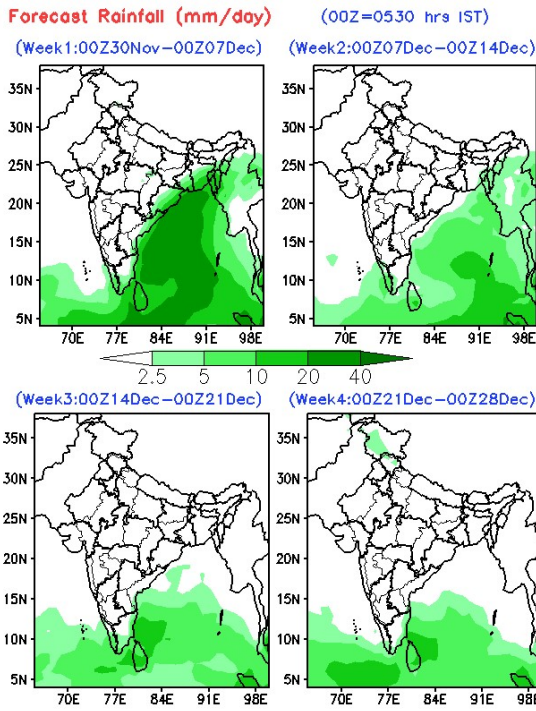 Forecast Rainfall (mm/day) (00Z=0530 hrs IST)
(Week1:00Z30Nov-00Z07Dec) (Week2:00Z07Dec-00Z14Dec)
35N 35N
30N 30N
25N 25N
20N 20N
15N 15N
10N 10N
5N 5N
70E 77E 84E 91E 98E 70E 77E 84E 91E 98E
2.5 5 10 20 40
(Week3:00Z14Dec-00Z21Dec) (Week4:00Z21Dec-00Z28Dec)
35N 35N
30N 30N
25N 25N
20N 20N
15N 15N
10N 10N
5N 5N
70E 77E 84E 91E 98E 70E 77E 84E 91E 98E